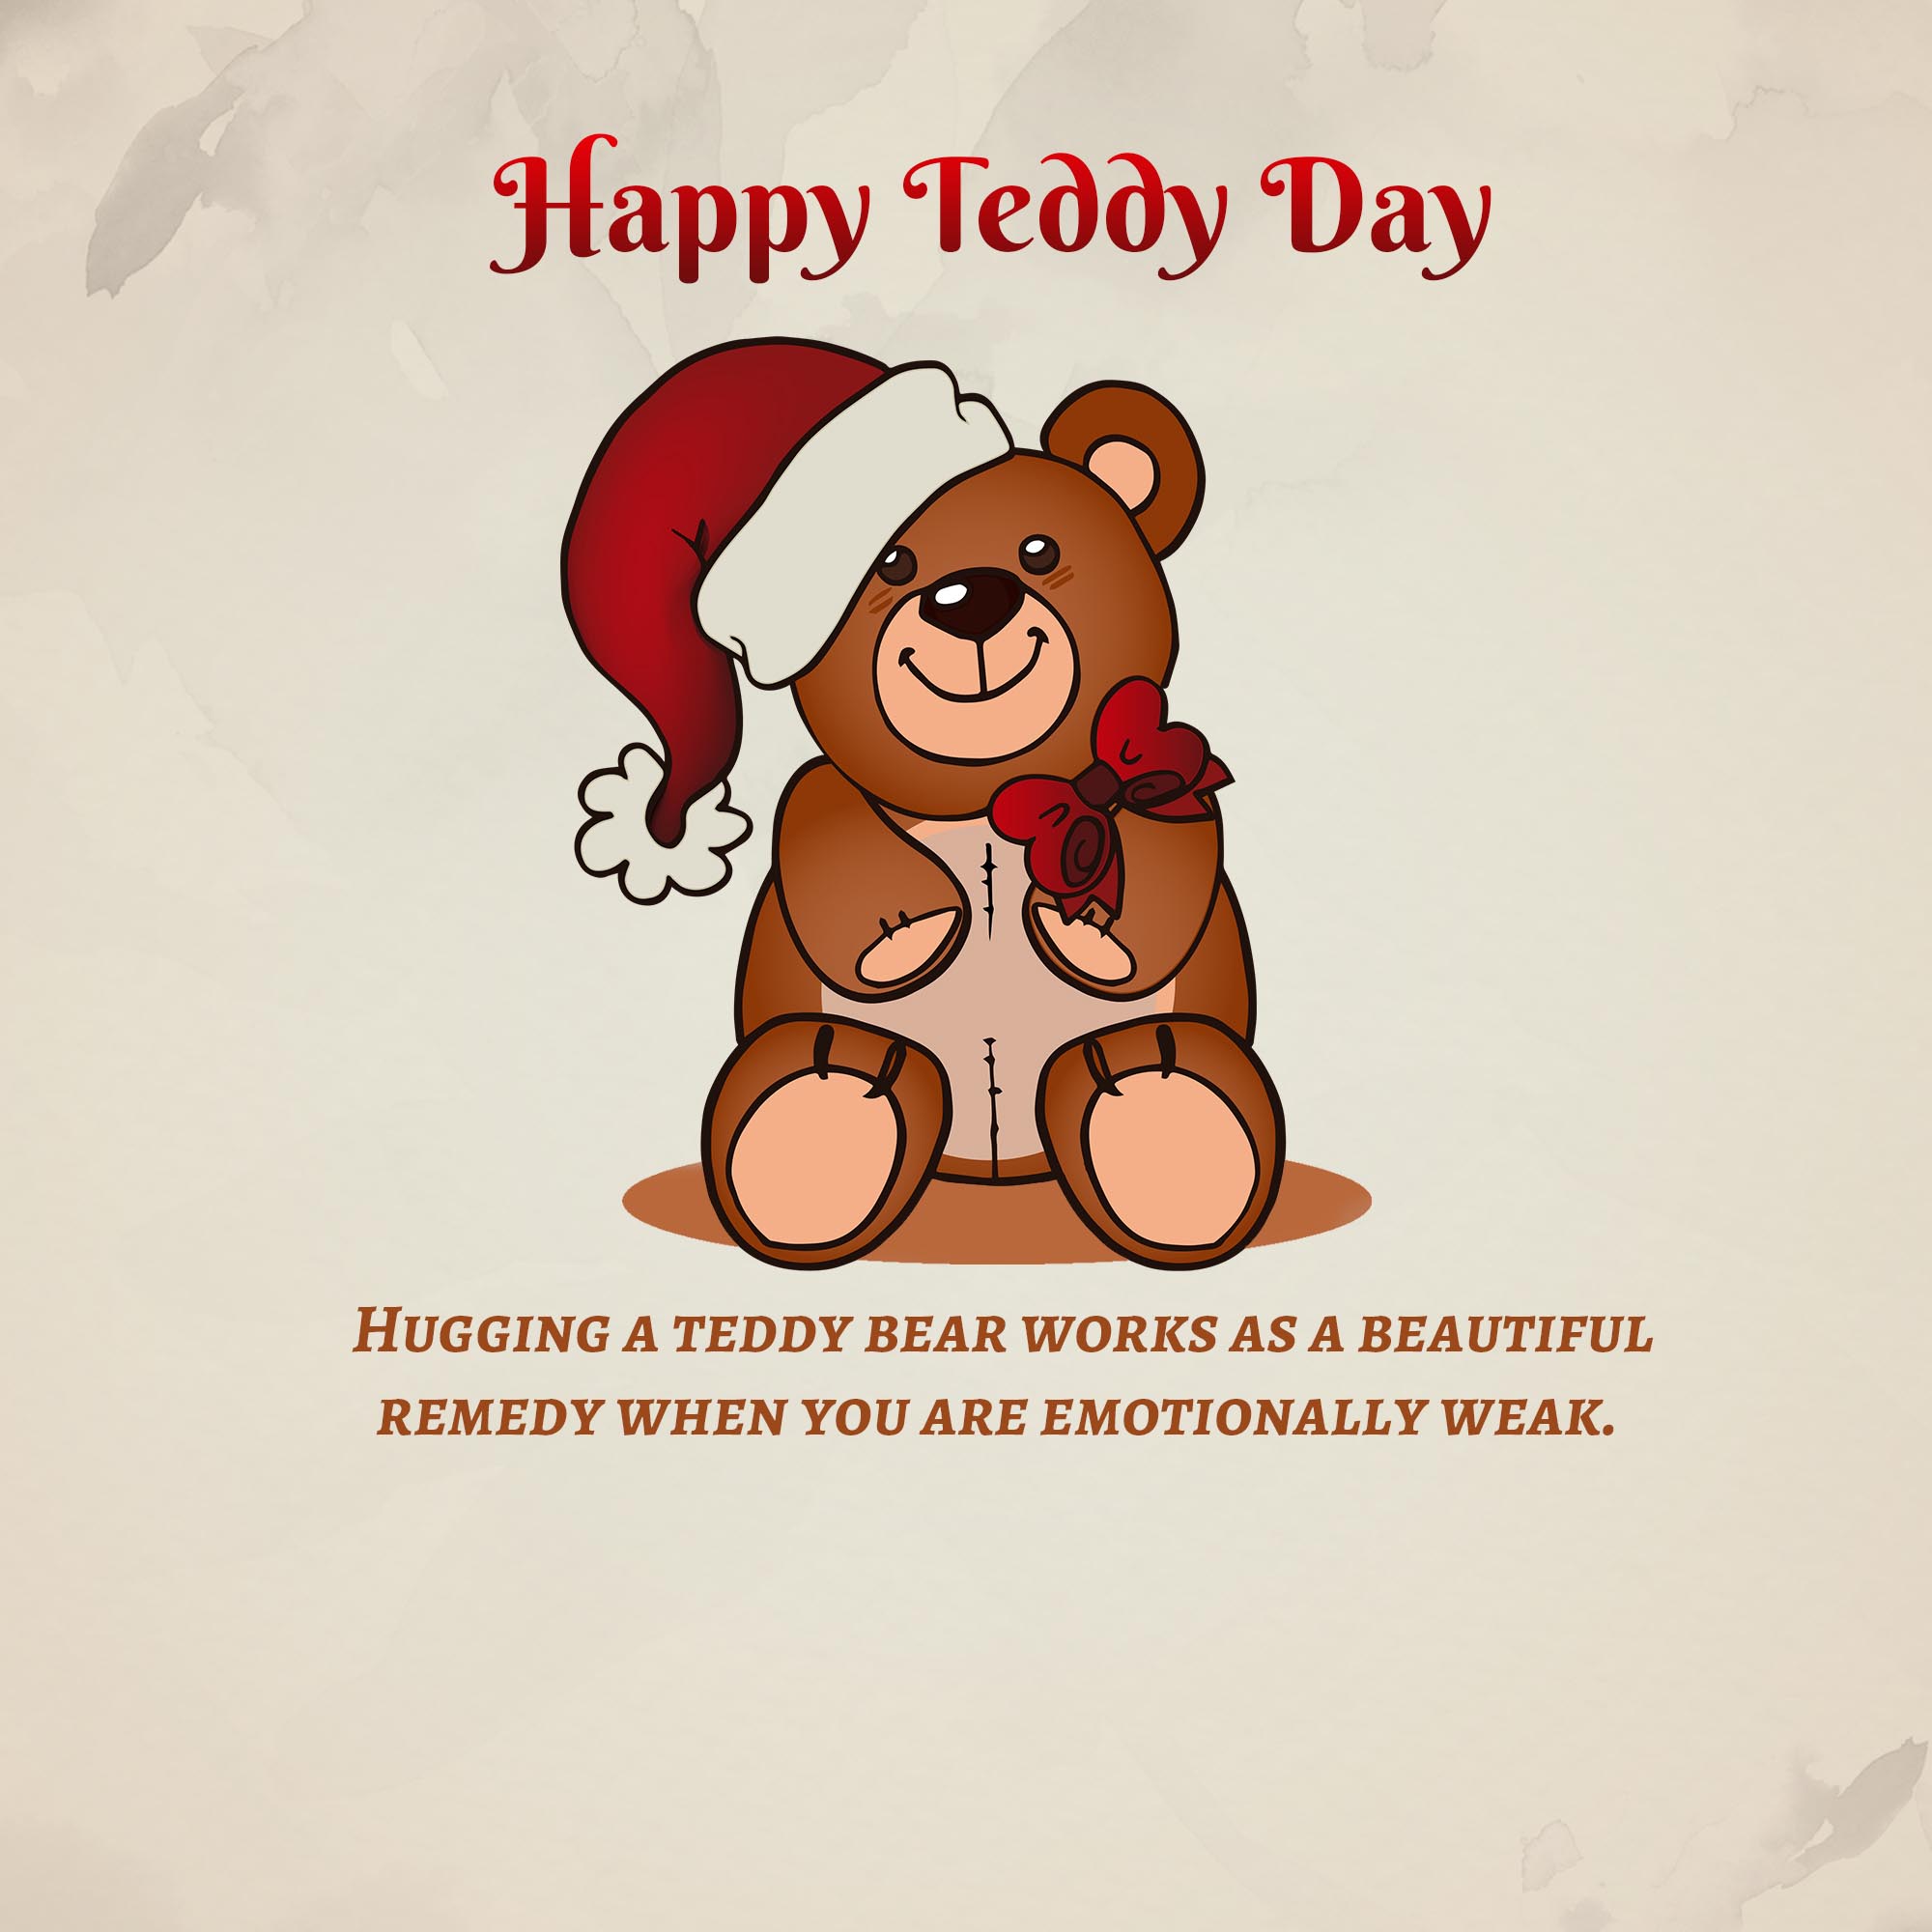 Happy Teddy Day
Hugging a teddy bear works as a beautiful
remedy when you are emotionally weak.